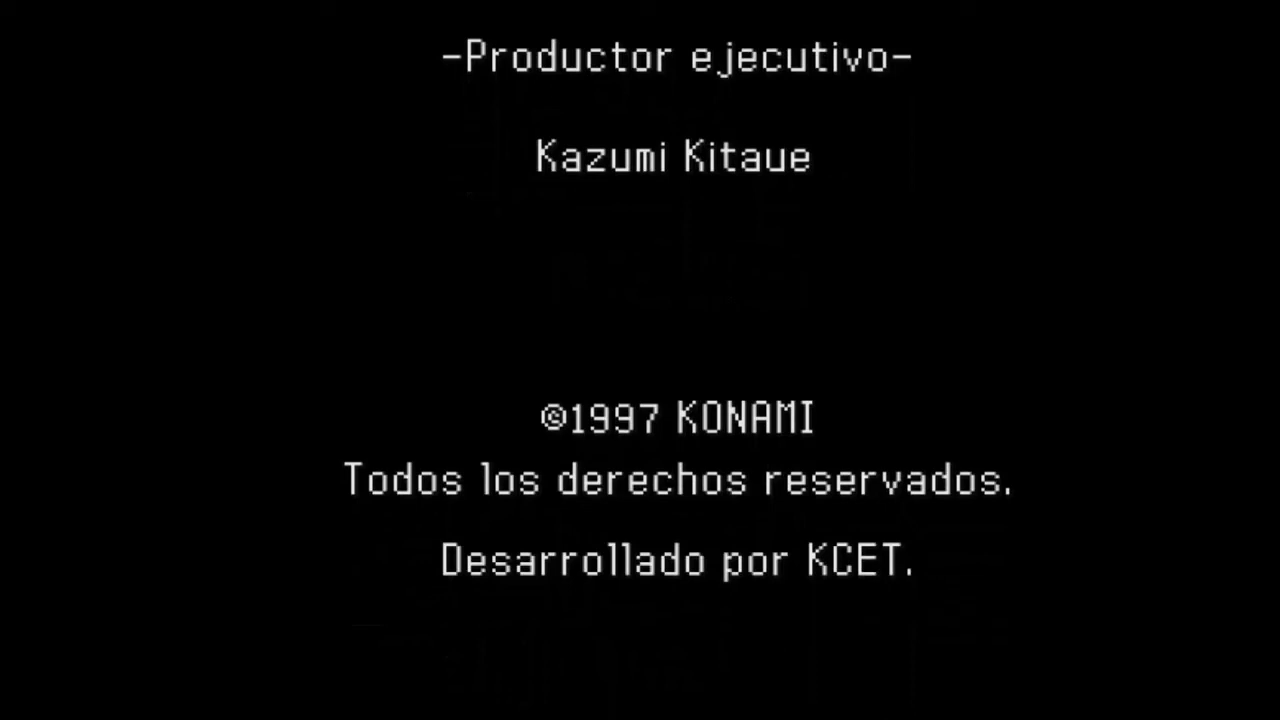 -Productor ejecutivo-
Kazumi Kitaue
©1997 KONAMI
Todos los derechos reservados.
Desarrollado por KCET.